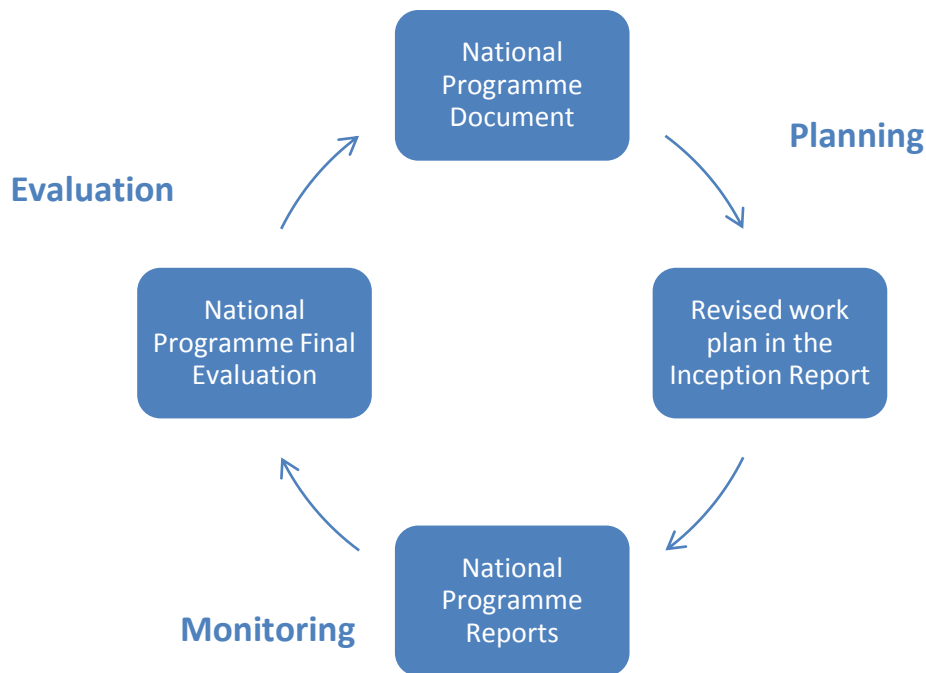 National
Programme
Document
Planning
Evaluation
National
Programme Final
Evaluation
Revised work
plan in the
Inception Report
National
Programme
Reports
Monitoring